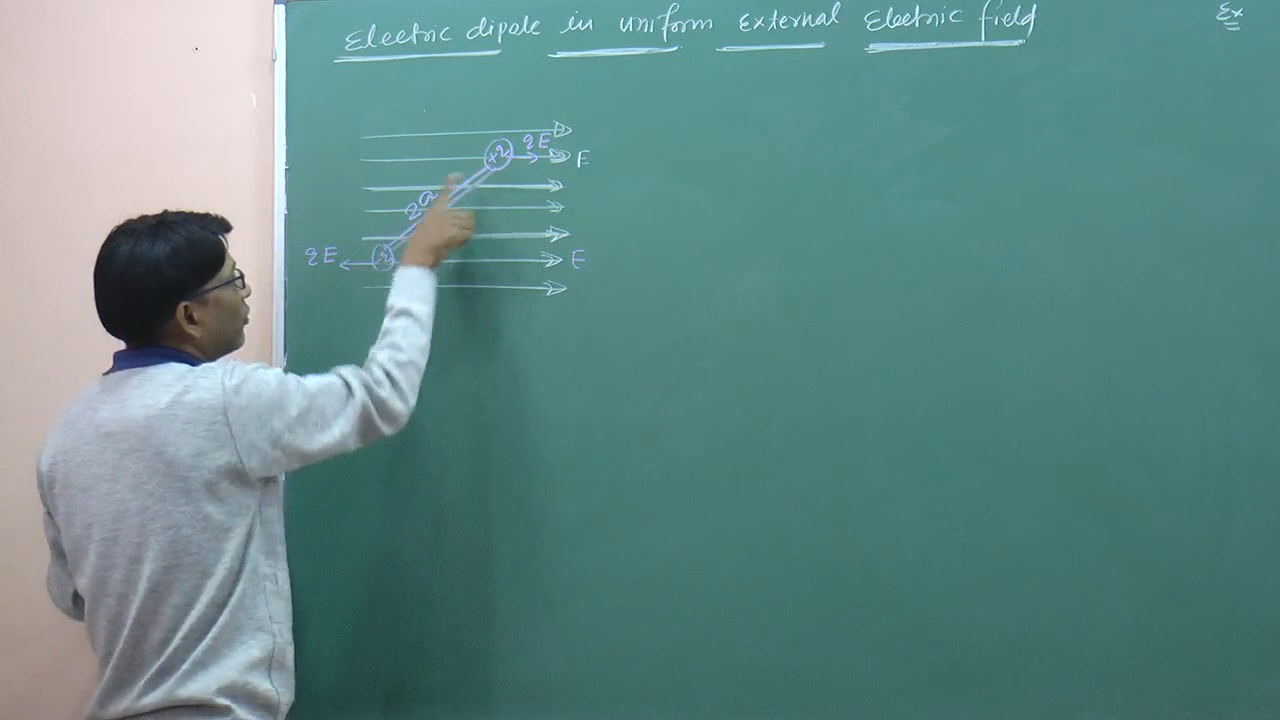 Electric dipole in uniform External Electric field
Ex
qE
+q
E
2a
qE
-q
E